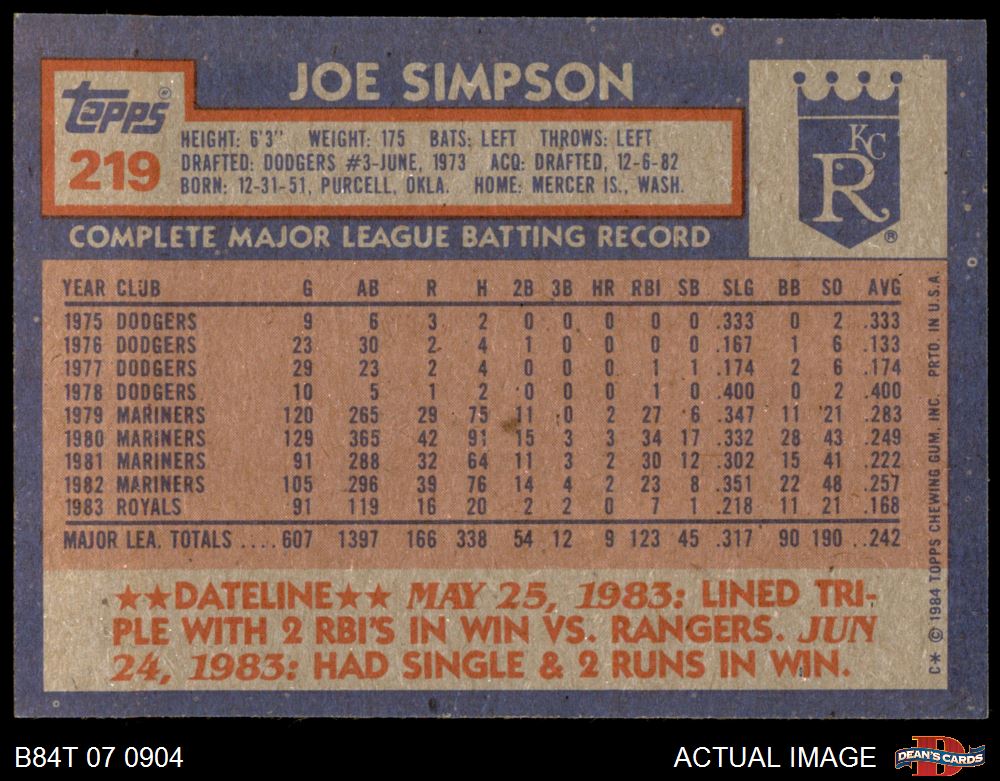 JOE SIMPSON
Topps®
219
HEIGHT: 6'3" WEIGHT: 175 BATS: LEFT THROWS: LEFT
DRAFTED: DODGERS #3-JUNE, 1973 ACQ: DRAFTED, 12-6-82
BORN: 12-31-51, PURCELL, OKLA. HOME: MERCER IS., WASH.
KC
R
®
COMPLETE MAJOR LEAGUE BATTING RECORD
YEAR CLUB G AB R H 2B 3B HR RBI SB SLG BB SO AVG
1975 DODGERS 9 6 3 2 0 0 0 0 0 .333 0 2 .333
1976 DODGERS 23 30 2 4 1 0 0 0 0 .167 1 6 .133
1977 DODGERS 29 23 2 4 0 0 0 1 1 .174 2 6 .174
1978 DODGERS 10 5 1 2 0 0 0 1 0 .400 0 2 .400
1979 MARINERS 120 265 29 75 11 0 2 27 6 .347 11 21 .283
1980 MARINERS 129 365 42 91 15 3 3 34 17 .332 28 43 .249
1981 MARINERS 91 288 32 64 11 3 2 30 12 .302 15 41 .222
1982 MARINERS 105 296 39 76 14 4 2 23 8 .351 22 48 .257
1983 ROYALS 91 119 16 20 2 2 0 7 1 .218 11 21 .168
MAJOR LEA. TOTALS .... 607 1397 166 338 54 12 9 123 45 .317 90 190 .242
★★DATELINE★★ MAY 25, 1983: LINED TRI-
PLE WITH 2 RBI'S IN WIN VS. RANGERS. JUN
24, 1983: HAD SINGLE & 2 RUNS IN WIN.
C* © 1984 TOPPS CHEWING GUM, INC. PRTD. IN U.S.A.
B84T 07 0904
ACTUAL IMAGE
D
DEAN'S CARDS